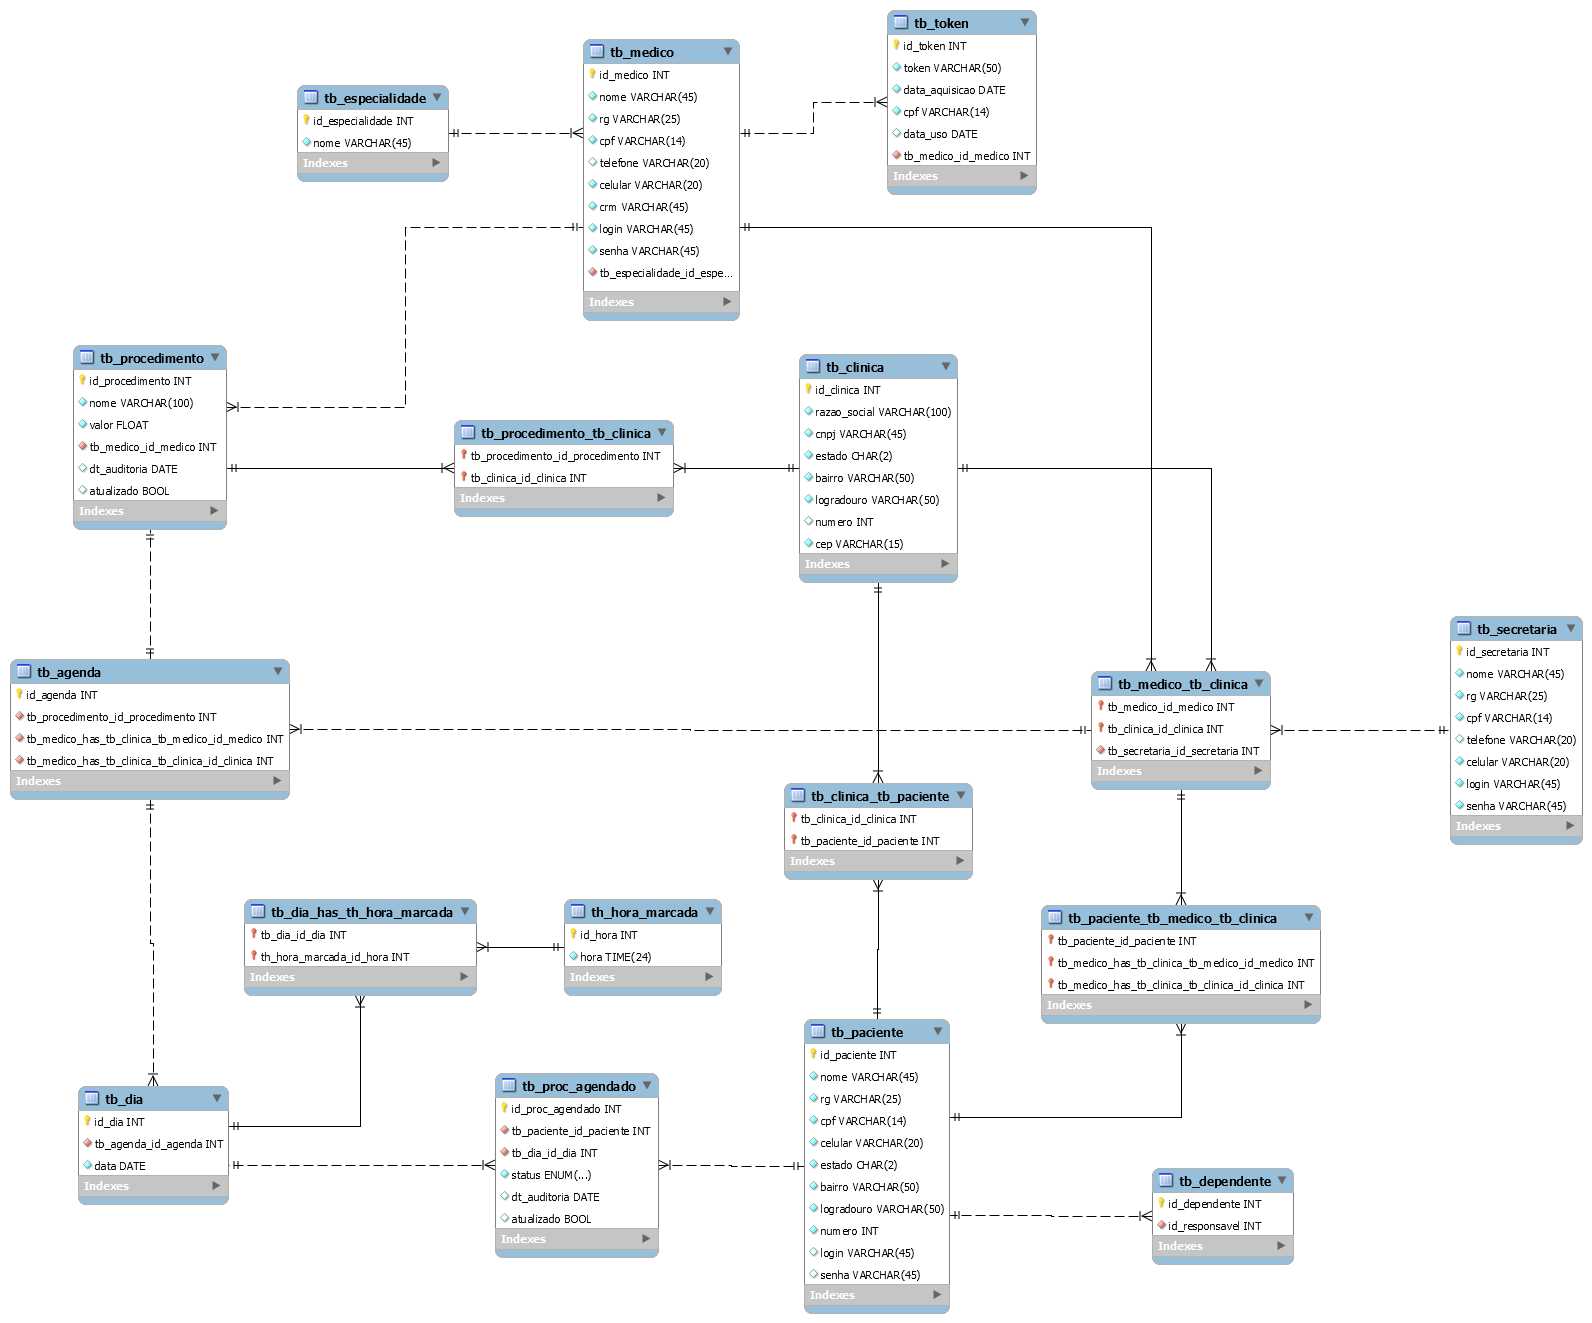 tb_token
id_token INT
token VARCHAR(50)
data_aquisicao DATE
cpf VARCHAR(14)
data_uso DATE
tb_medico_id_medico INT
Indexes
tb_medico
id_medico INT
nome VARCHAR(45)
rg VARCHAR(25)
cpf VARCHAR(14)
telefone VARCHAR(20)
celular VARCHAR(20)
crm VARCHAR(45)
login VARCHAR(45)
senha VARCHAR(45)
tb_especialidade_id_espe...
Indexes
tb_especialidade
id_especialidade INT
nome VARCHAR(45)
Indexes
tb_procedimento
id_procedimento INT
nome VARCHAR(100)
valor FLOAT
tb_medico_id_medico INT
dt_auditoria DATE
atualizado BOOL
Indexes
tb_procedimento_tb_clinica
tb_procedimento_id_procedimento INT
tb_clinica_id_clinica INT
Indexes
tb_clinica
id_clinica INT
razao_social VARCHAR(100)
cnpj VARCHAR(45)
estado CHAR(2)
bairro VARCHAR(50)
logradouro VARCHAR(50)
numero INT
cep VARCHAR(15)
Indexes
tb_agenda
id_agenda INT
tb_procedimento_id_procedimento INT
tb_medico_has_tb_clinica_tb_medico_id_medico INT
tb_medico_has_tb_clinica_tb_clinica_id_clinica INT
Indexes
tb_medico_tb_clinica
tb_medico_id_medico INT
tb_clinica_id_clinica INT
tb_secretaria_id_secretaria INT
Indexes
tb_secretaria
id_secretaria INT
nome VARCHAR(45)
rg VARCHAR(25)
cpf VARCHAR(14)
telefone VARCHAR(20)
celular VARCHAR(20)
login VARCHAR(45)
senha VARCHAR(45)
Indexes
tb_clinica_tb_paciente
tb_clinica_id_clinica INT
tb_paciente_id_paciente INT
Indexes
tb_dia_has_th_hora_marcada
tb_dia_id_dia INT
th_hora_marcada_id_hora INT
Indexes
th_hora_marcada
id_hora INT
hora TIME(24)
Indexes
tb_paciente_tb_medico_tb_clinica
tb_paciente_id_paciente INT
tb_medico_has_tb_clinica_tb_medico_id_medico INT
tb_medico_has_tb_clinica_tb_clinica_id_clinica INT
Indexes
tb_dia
id_dia INT
tb_agenda_id_agenda INT
data DATE
Indexes
tb_proc_agendado
id_proc_agendado INT
tb_paciente_id_paciente INT
tb_dia_id_dia INT
status ENUM(...)
dt_auditoria DATE
atualizado BOOL
Indexes
tb_paciente
id_paciente INT
nome VARCHAR(45)
rg VARCHAR(25)
cpf VARCHAR(14)
celular VARCHAR(20)
estado CHAR(2)
bairro VARCHAR(50)
logradouro VARCHAR(50)
numero INT
login VARCHAR(45)
senha VARCHAR(45)
Indexes
tb_dependente
id_dependente INT
id_responsavel INT
Indexes